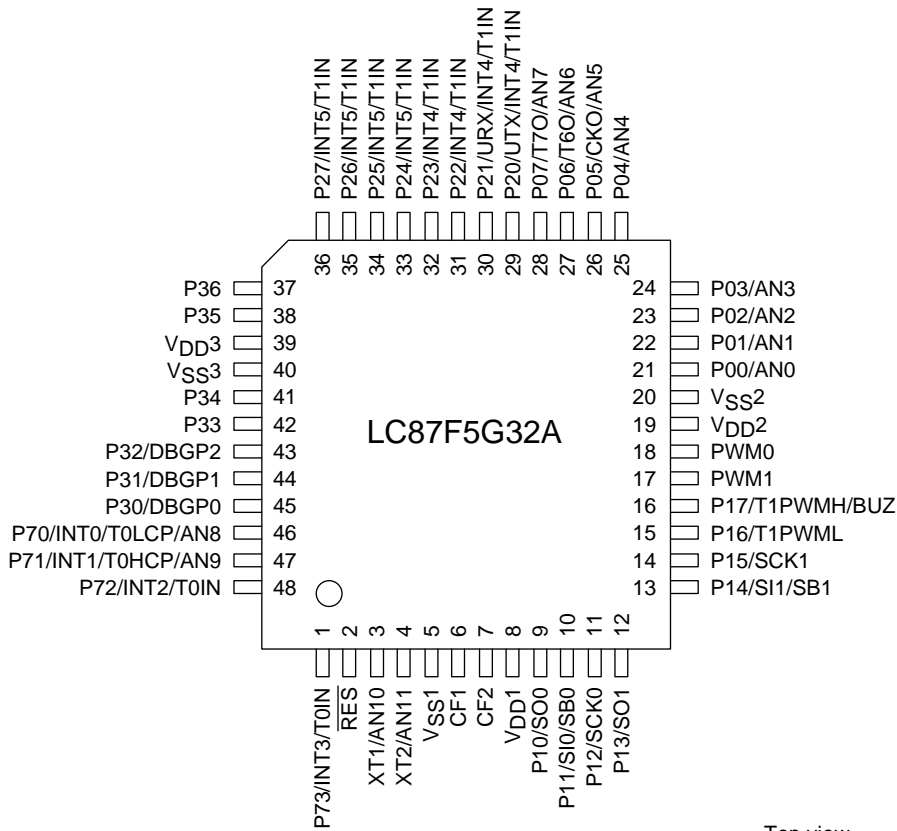 P27/INT5/T1IN
P26/INT5/T1IN
P25/INT5/T1IN
P24/INT5/T1IN
P23/INT4/T1IN
P22/INT4/T1IN
P21/URX/INT4/T1IN
P20/UTX/INT4/T1IN
P07/T7O/AN7
P06/T6O/AN6
P05/CKO/AN5
P04/AN4
36
35
34
33
32
31
30
29
28
27
26
25
P36 37
P35 38
VDD3 39
VSS3 40
P34 41
P33 42
P32/DBGP2 43
P31/DBGP1 44
P30/DBGP0 45
P70/INT0/T0LCP/AN8 46
P71/INT1/T0HCP/AN9 47
P72/INT2/T0IN 48
LC87F5G32A
24 P03/AN3
23 P02/AN2
22 P01/AN1
21 P00/AN0
20 VSS2
19 VDD2
18 PWM0
17 PWM1
16 P17/T1PWMH/BUZ
15 P16/T1PWML
14 P15/SCK1
13 P14/SI1/SB1
1
2
3
4
5
6
7
8
9
10
11
12
P73/INT3/T0IN
RES
XT1/AN10
XT2/AN11
VSS1
CF1
CF2
VDD1
P10/SO0
P11/SI0/SB0
P12/SCK0
P13/SO1